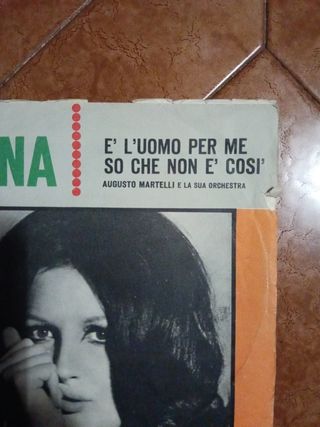 NA
E' L'UOMO PER ME
SO CHE NON E' COSI'
AUGUSTO MARTELLI E LA SUA ORCHESTRA